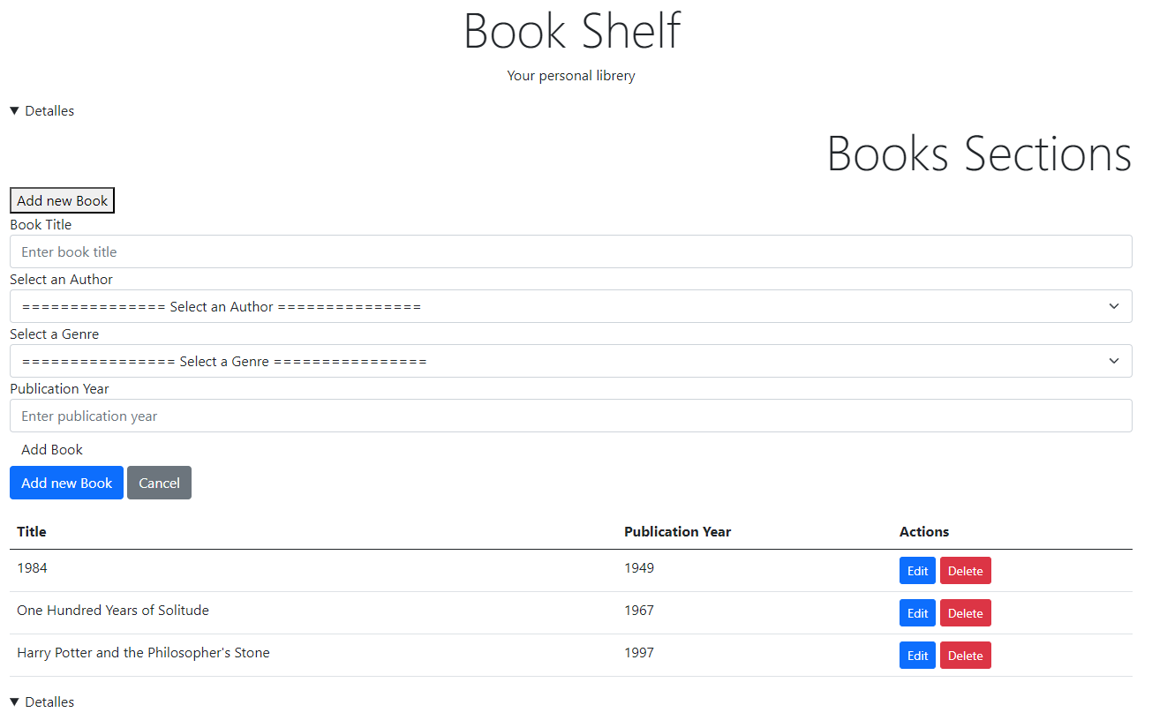 Book Shelf
Your personal librery
▼ Detalles
Books Sections
Add new Book
Book Title
Enter book title
Select an Author
=============== Select an Author ===============
Select a Genre
================ Select a Genre ================
Publication Year
Enter publication year
Add Book
Add new Book Cancel
Title Publication Year Actions
1984 1949 Edit Delete
One Hundred Years of Solitude 1967 Edit Delete
Harry Potter and the Philosopher's Stone 1997 Edit Delete
▼ Detalles